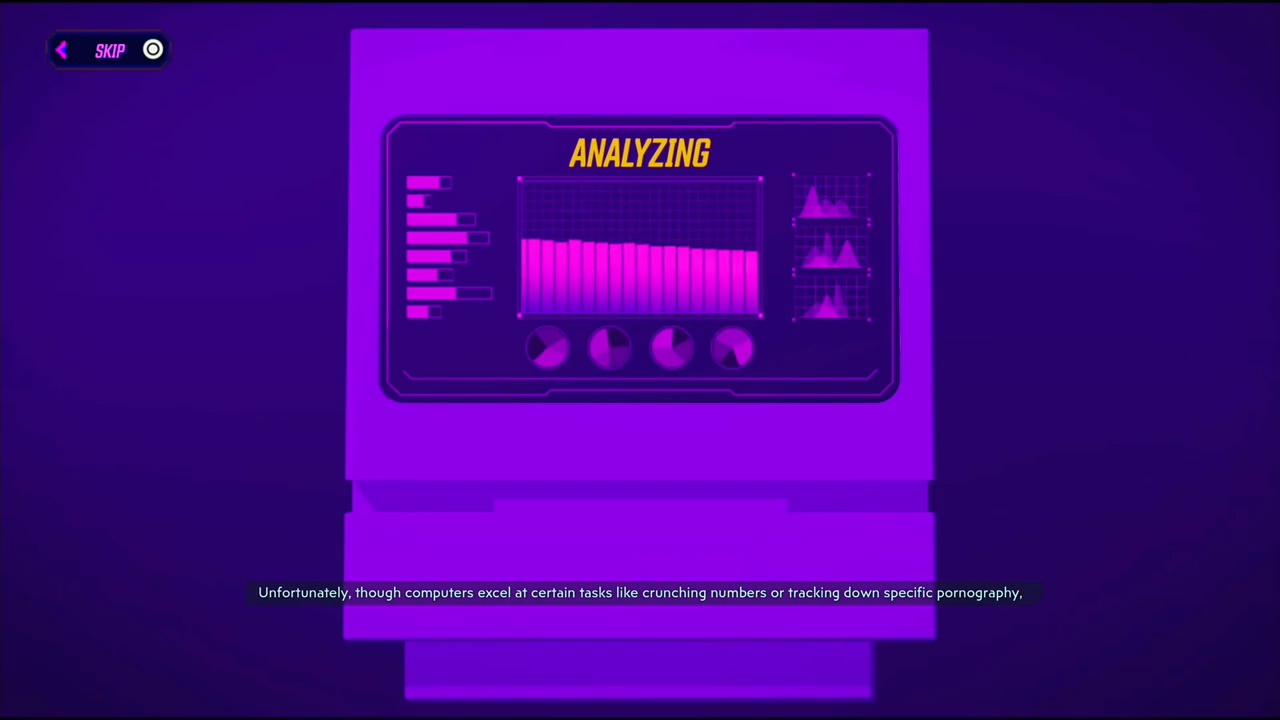 SKIP
ANALYZING
Unfortunately, though computers excel at certain tasks like crunching numbers or tracking down specific pornography,